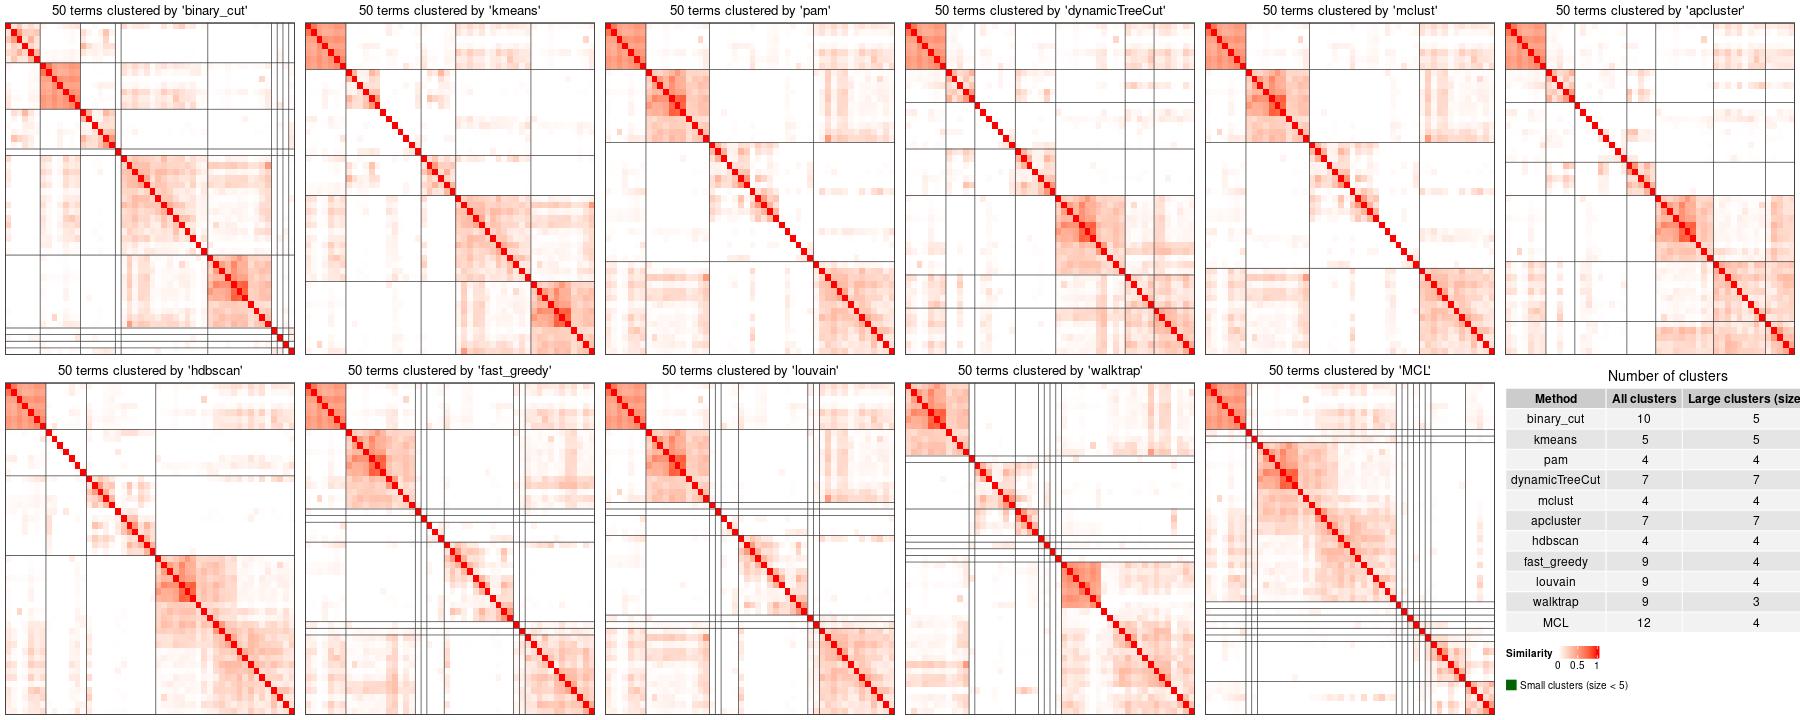 50 terms clustered by 'binary_cut'
50 terms clustered by 'kmeans'
50 terms clustered by 'pam'
50 terms clustered by 'dynamicTreeCut'
50 terms clustered by 'mclust'
50 terms clustered by 'apcluster'
50 terms clustered by 'hdbscan'
50 terms clustered by 'fast_greedy'
50 terms clustered by 'louvain'
50 terms clustered by 'walktrap'
50 terms clustered by 'MCL'
Number of clusters
Method All clusters Large clusters (size
binary_cut 10 5
kmeans 5 5
pam 4 4
dynamicTreeCut 7 7
mclust 4 4
apcluster 7 7
hdbscan 4 4
fast_greedy 9 4
louvain 9 4
walktrap 9 3
MCL 12 4
Similarity
0 0.5 1
Small clusters (size < 5)